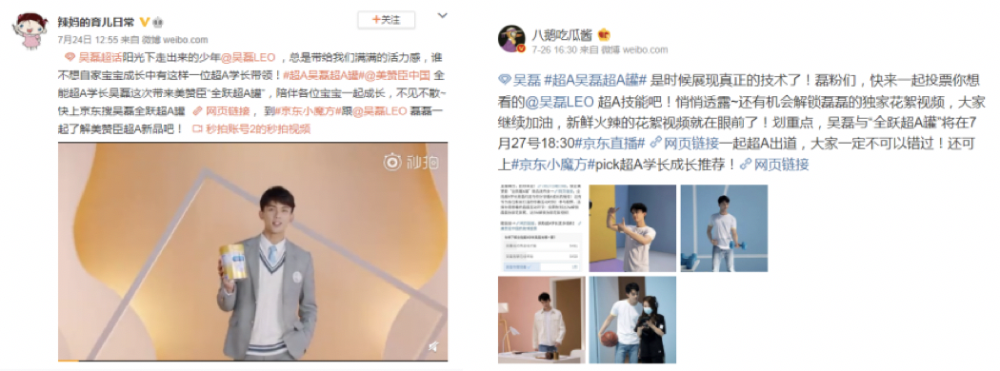 辣妈的育儿日常
+关注
7月24日 12:55 来自 微博 weibo.com
吴磊超话阳光下走出来的少年@吴磊LEO ，总是带给我们满满的活力感，谁
不想自家宝宝成长中有这样一位超A学长带领！#超A吴磊超A罐#@美赞臣中国 全
能超A学长吴磊这次带来美赞臣“全跃超A罐”，陪伴各位宝宝一起成长，不见不散~
快上京东搜吴磊全跃超A罐 网页链接 ，到#京东小魔方#跟@吴磊LEO 磊磊一
起了解美赞臣超A新品吧！ 秒拍账号2的秒拍视频
秒拍
八鹅吃瓜酱
7-26 16:30 来自 微博 weibo.com
吴磊 #超A吴磊超A罐# 是时候展现真正的技术了！磊粉们，快来一起投票你想
看的@吴磊LEO 超A技能吧！悄悄透露~还有机会解锁磊磊的独家花絮视频，大家
继续加油，新鲜火辣的花絮视频就在眼前了！划重点，吴磊与“全跃超A罐”将在7
月27号18:30#京东直播# 网页链接一起超A出道，大家一定不可以错过！还可
上#京东小魔方#pick超A学长成长推荐！ 网页链接